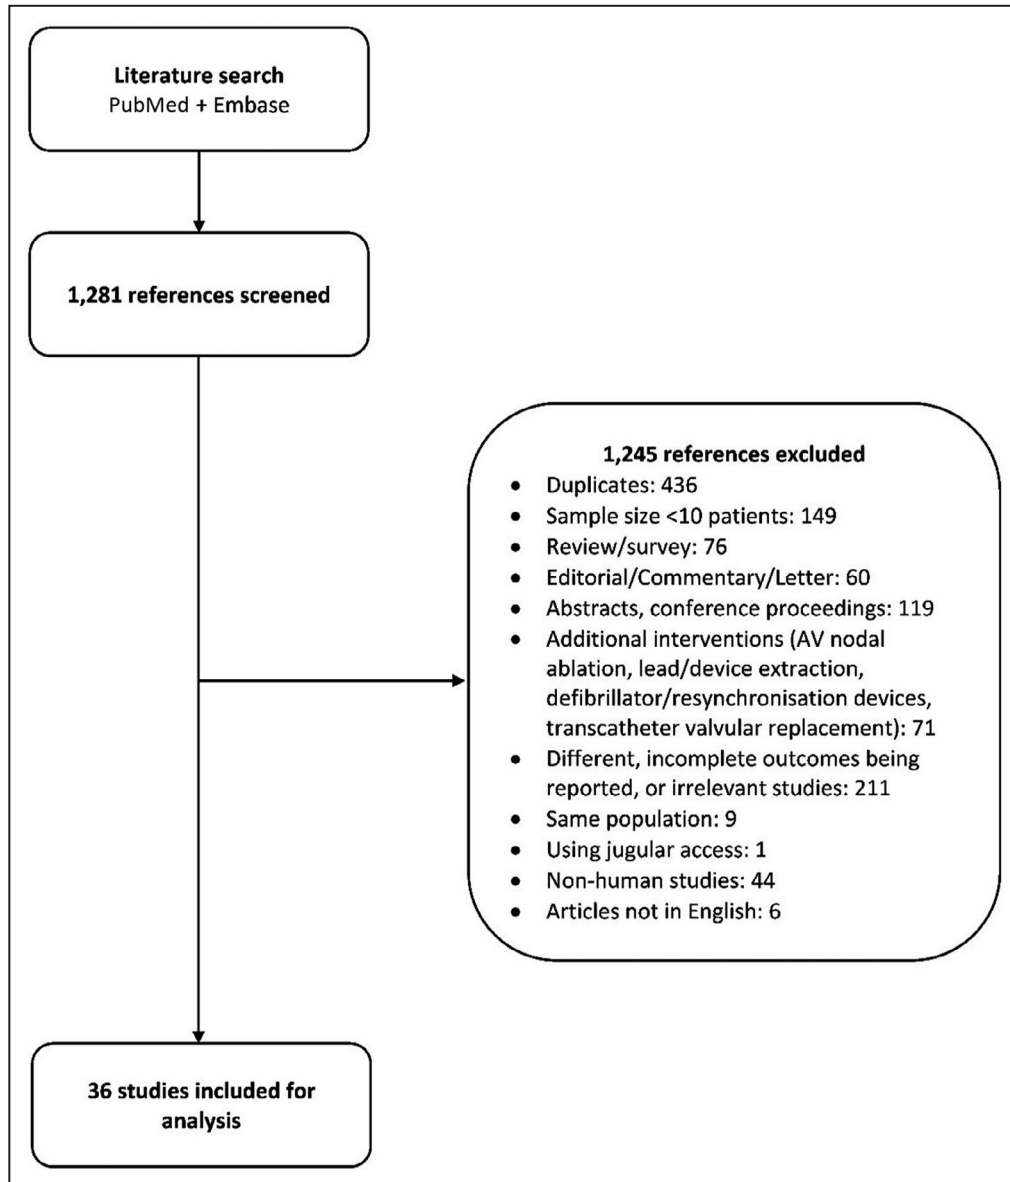 Literature search
PubMed + Embase
1,281 references screened
1,245 references excluded
• Duplicates: 436
• Sample size <10 patients: 149
• Review/survey: 76
• Editorial/Commentary/Letter: 60
• Abstracts, conference proceedings: 119
• Additional interventions (AV nodal
ablation, lead/device extraction,
defibrillator/resynchronisation devices,
transcatheter valvular replacement): 71
• Different, incomplete outcomes being
reported, or irrelevant studies: 211
• Same population: 9
• Using jugular access: 1
• Non-human studies: 44
• Articles not in English: 6
36 studies included for
analysis